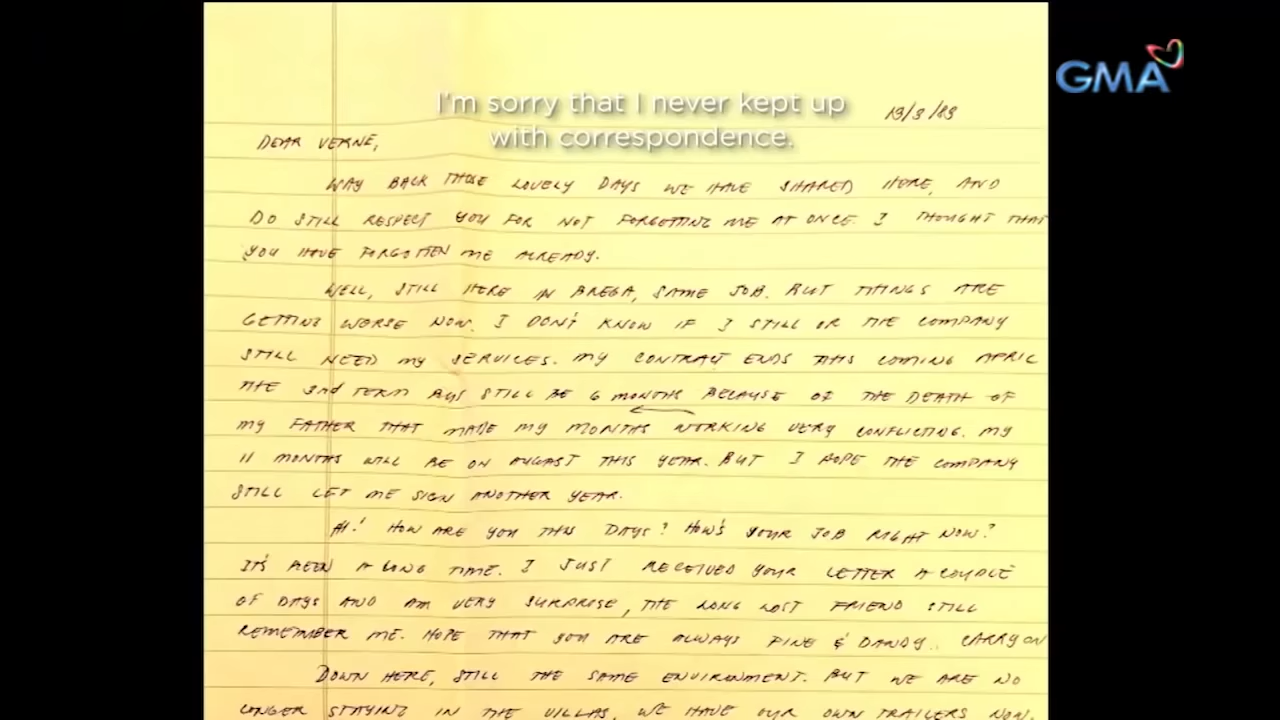 GMA
I'm sorry that I never kept up
with correspondence.
13/3/83
DEAR VERNE,
WAY BACK THOSE LOVELY DAYS WE HAVE SHARED HERE, AND
DO STILL RESPECT YOU FOR NOT FORGETTING ME AT ONCE. I THOUGHT THAT
YOU HAVE FORGOTTEN ME ALREADY.
WELL, STILL HERE IN BREGA, SAME JOB. BUT THINGS ARE
GETTING WORSE NOW. I DON'T KNOW IF I STILL OR THE COMPANY
STILL NEED MY SERVICES. MY CONTRACT ENDS THIS COMING APRIL
THE 3rd TERM BUT STILL BE 6 MONTHS BECAUSE OF THE DEATH OF
MY FATHER THAT MADE MY MONTHS WORKING VERY CONFLICTING. MY
11 MONTHS WILL BE ON AUGUST THIS YEAR. BUT I HOPE THE COMPANY
STILL LET ME SIGN ANOTHER YEAR.
HI! HOW ARE YOU THIS DAYS? HOW'S YOUR JOB RIGHT NOW?
IT'S BEEN A LONG TIME. I JUST RECEIVED YOUR LETTER A COUPLE
OF DAYS AND AM VERY SURPRISE, THE LONG LOST FRIEND STILL
REMEMBER ME. HOPE THAT YOU ARE ALWAYS FINE & DANDY.. CARRY ON
DOWN HERE, STILL THE SAME ENVIRONMENT. BUT WE ARE NO
LONGER STAYING IN THE VILLAS, WE HAVE OUR OWN TRAILERS NOW.